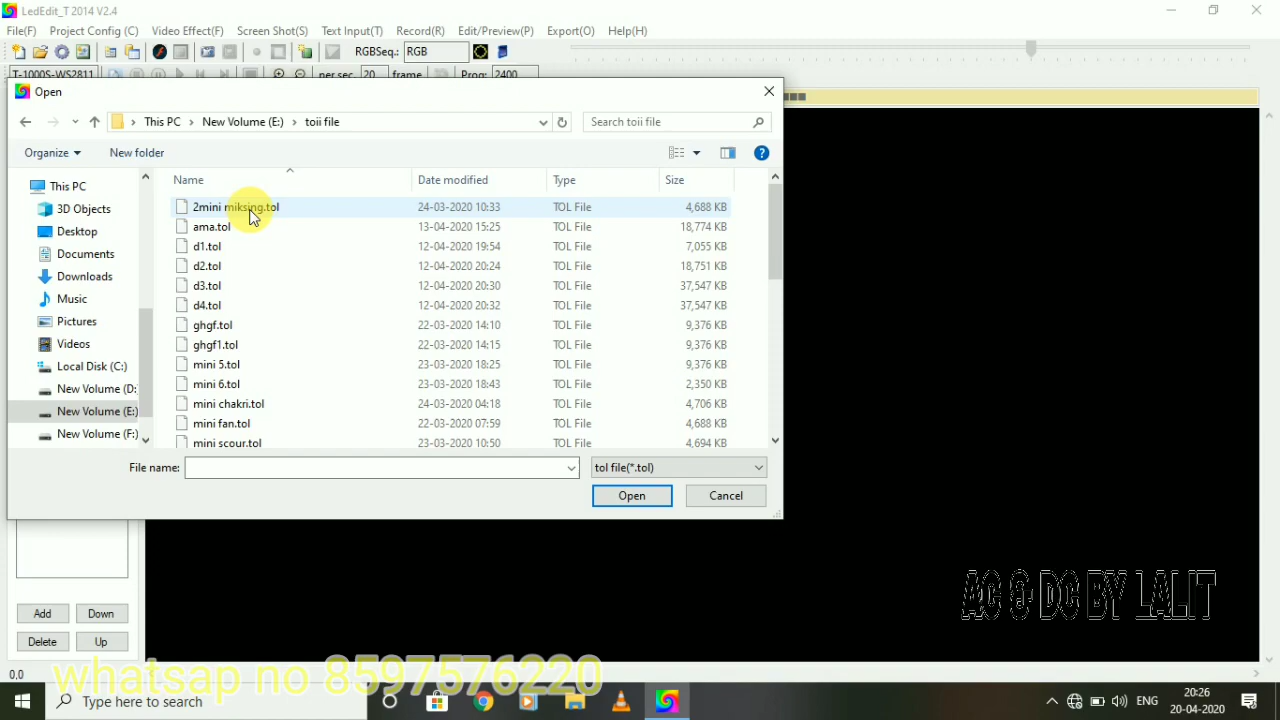 LedEdit_T 2014 V2.4
File(F) Project Config (C) Video Effect(F) Screen Shot(S) Text Input(T) Record(R) Edit/Preview(P) Export(O) Help(H)
RGBSeq.: RGB
T-1000S-WS2811 per sec 20 frame Prog: 2400
Open
This PC New Volume (E:) toii file Search toii file
Organize New folder
Name Date modified Type Size
2mini miksing.tol 24-03-2020 10:33 TOL File 4,688 KB
ama.tol 13-04-2020 15:25 TOL File 18,774 KB
d1.tol 12-04-2020 19:54 TOL File 7,055 KB
d2.tol 12-04-2020 20:24 TOL File 18,751 KB
d3.tol 12-04-2020 20:30 TOL File 37,547 KB
d4.tol 12-04-2020 20:32 TOL File 37,547 KB
ghgf.tol 22-03-2020 14:10 TOL File 9,376 KB
ghgf1.tol 22-03-2020 14:15 TOL File 9,376 KB
mini 5.tol 23-03-2020 18:25 TOL File 9,376 KB
mini 6.tol 23-03-2020 18:43 TOL File 2,350 KB
mini chakri.tol 24-03-2020 04:18 TOL File 4,706 KB
mini fan.tol 22-03-2020 07:59 TOL File 4,688 KB
mini scour.tol 23-03-2020 10:50 TOL File 4,694 KB
This PC
3D Objects
Desktop
Documents
Downloads
Music
Pictures
Videos
Local Disk (C:)
New Volume (D:
New Volume (E:)
New Volume (F:)
File name: tol file(*.tol)
Open Cancel
AC & DC BY LALIT
Add Down
Delete Up
0,0
whatsap no 8597576220
Type here to search
ENG
20:26
20-04-2020